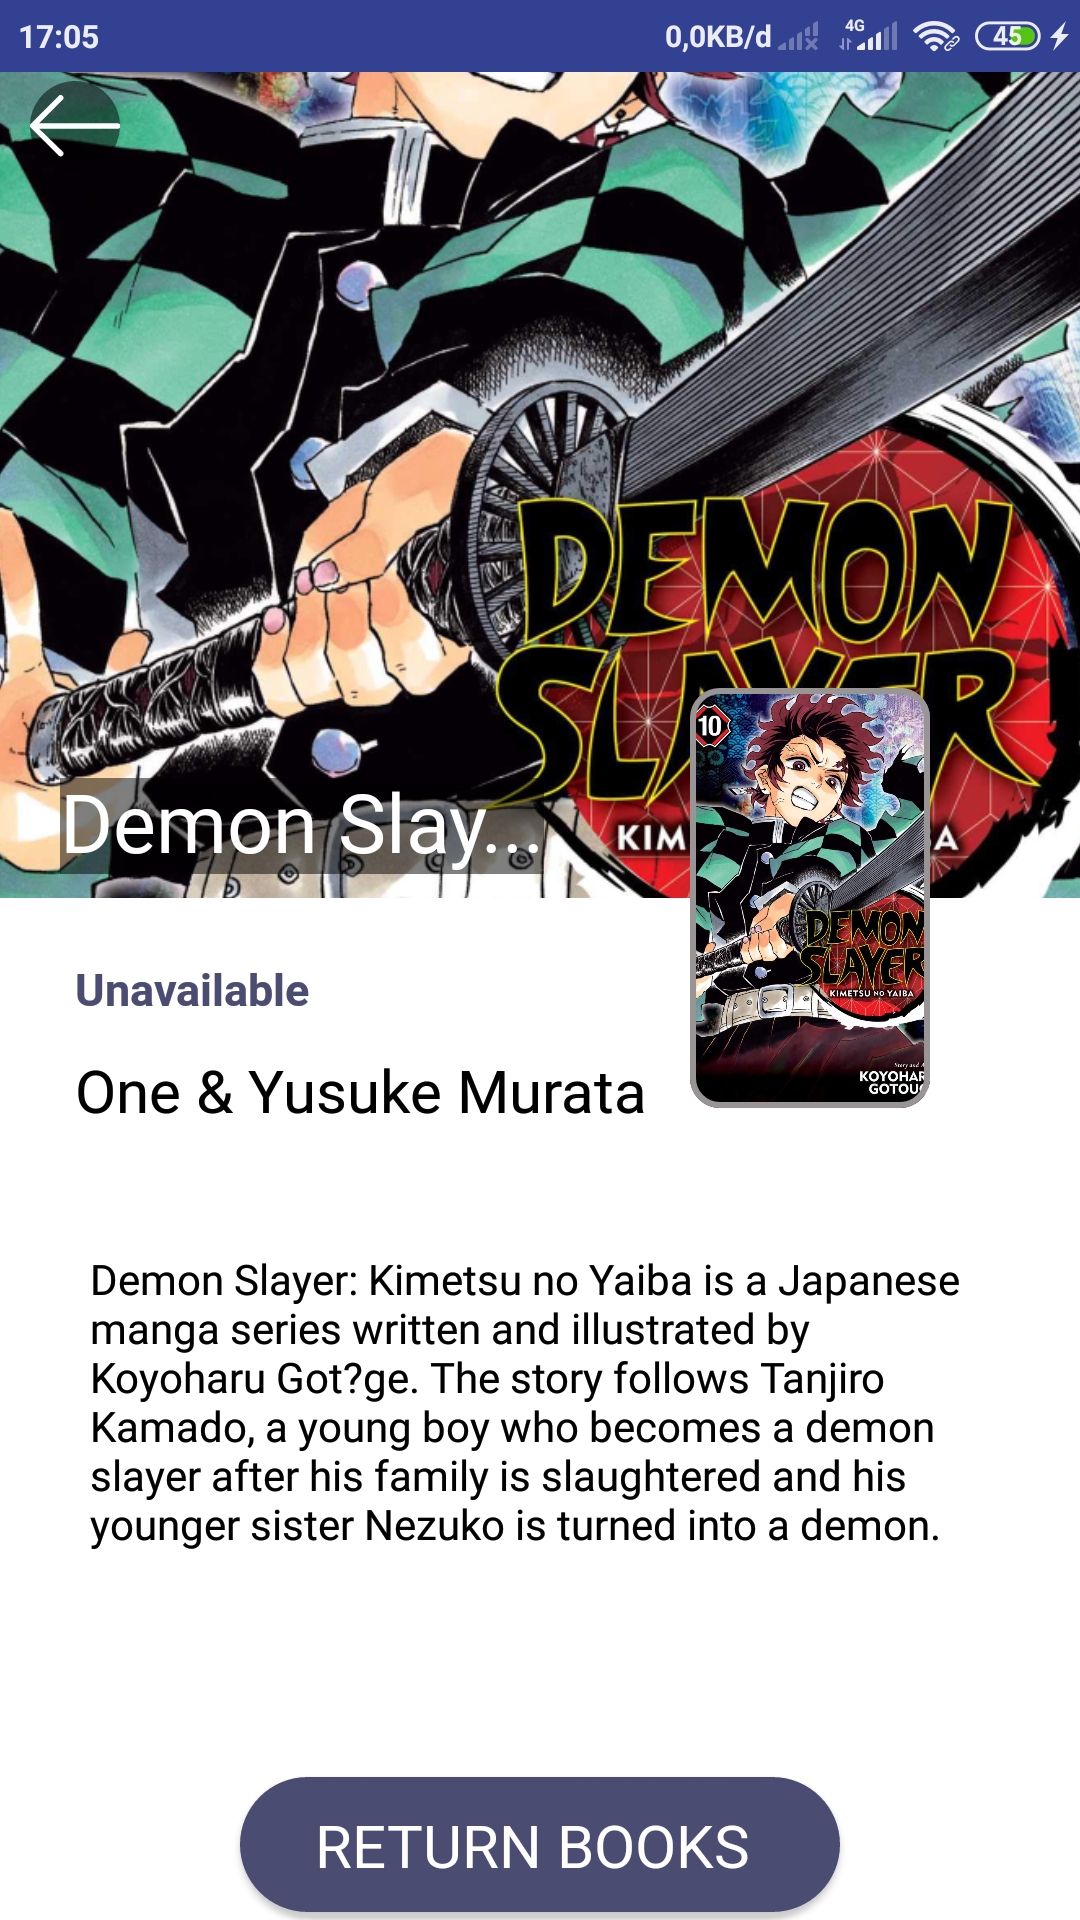 17:05
0,0KB/d
4G
45
DEMON
SLAYER
KIM
A
Demon Slay...
10
DEMON
SLAYER
KIMETSU NO YAIBA
Story and
KOYOHAR
GOTOUG
Unavailable
One & Yusuke Murata
Demon Slayer: Kimetsu no Yaiba is a Japanese
manga series written and illustrated by
Koyoharu Got?ge. The story follows Tanjiro
Kamado, a young boy who becomes a demon
slayer after his family is slaughtered and his
younger sister Nezuko is turned into a demon.
RETURN BOOKS